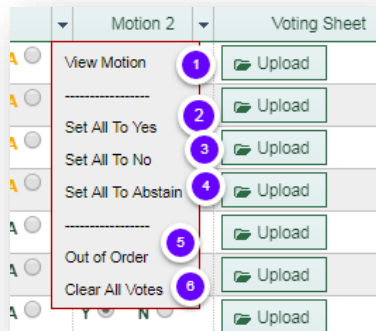 Motion 2 Voting Sheet
A View Motion 1 Upload
A ----------------- Upload
Set All To Yes 2
A Set All To No 3 Upload
A Set All To Abstain 4 Upload
A ----------------- Upload
Out of Order 5
A Clear All Votes 6 Upload
A Y N Upload